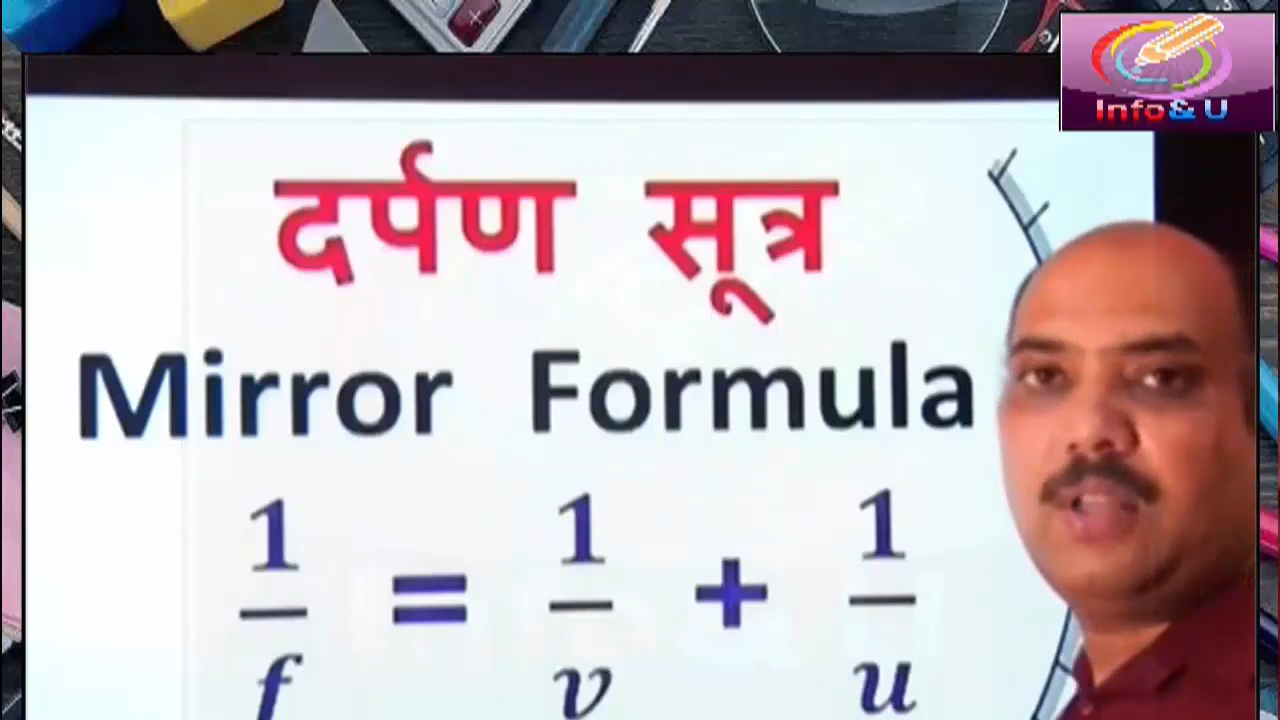 Info & U
दर्पण सूत्र
Mirror Formula
1/f = 1/v + 1/u